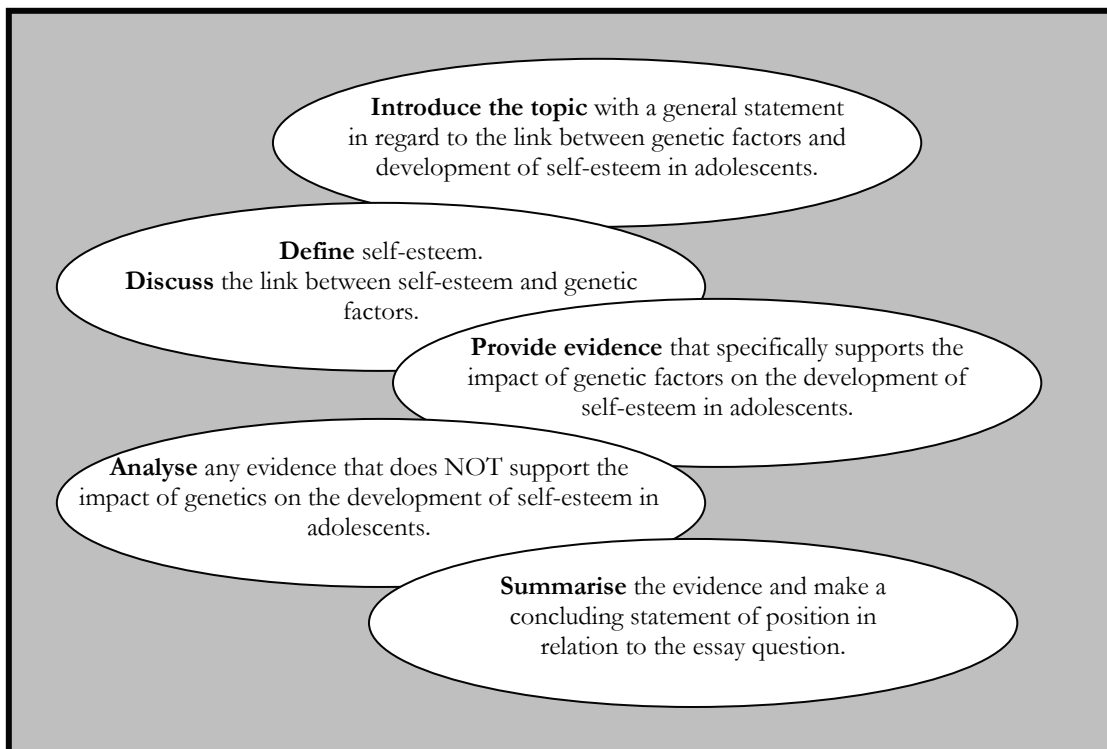 Introduce the topic with a general statement
in regard to the link between genetic factors and
development of self-esteem in adolescents.
Define self-esteem.
Discuss the link between self-esteem and genetic
factors.
Provide evidence that specifically supports the
impact of genetic factors on the development of
self-esteem in adolescents.
Analyse any evidence that does NOT support the
impact of genetics on the development of self-esteem in
adolescents.
Summarise the evidence and make a
concluding statement of position in
relation to the essay question.